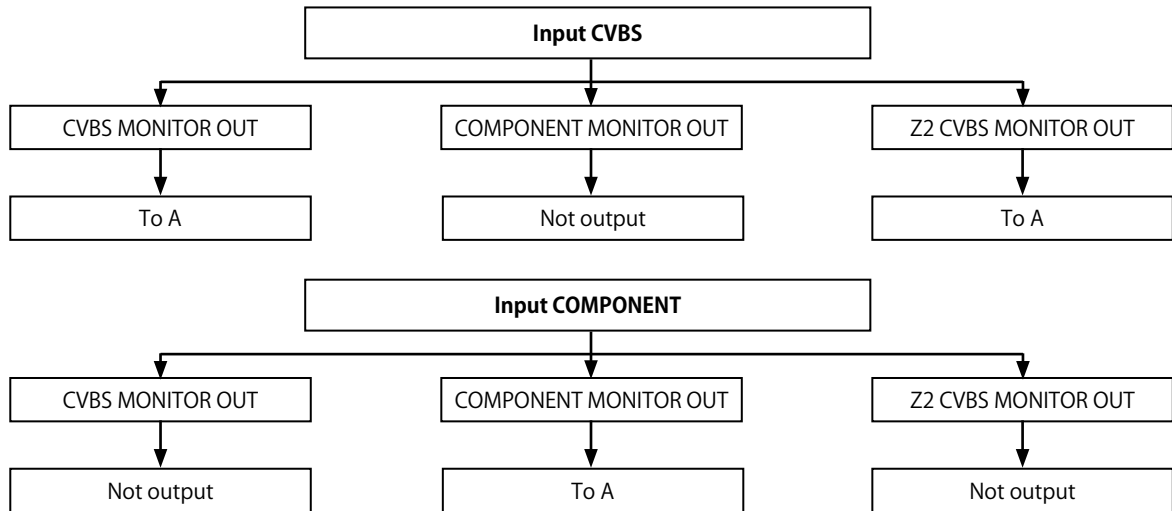 Input CVBS
CVBS MONITOR OUT
COMPONENT MONITOR OUT
Z2 CVBS MONITOR OUT
To A
Not output
To A
Input COMPONENT
CVBS MONITOR OUT
COMPONENT MONITOR OUT
Z2 CVBS MONITOR OUT
Not output
To A
Not output